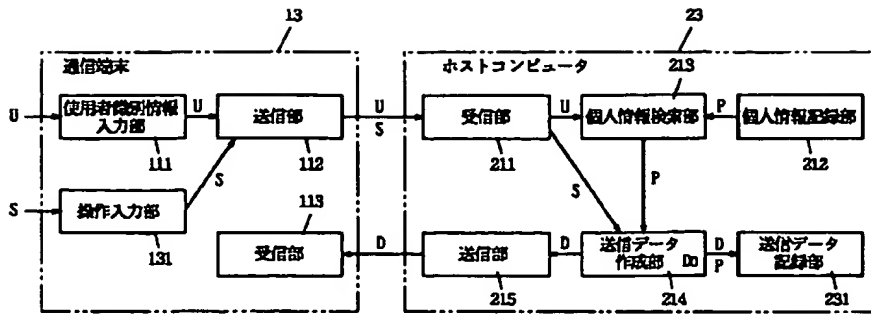 13
23
通信端末
ホストコンピュータ
213
U
使用者識別情報
入力部
U
送信部
U
S
受信部
U
個人情報検索部
P
個人情報記録部
111
112
211
212
S
S
P
S
操作入力部
113
131
受信部
D
送信部
D
送信データ
作成部
Do
D
P
送信データ
記録部
215
214
231